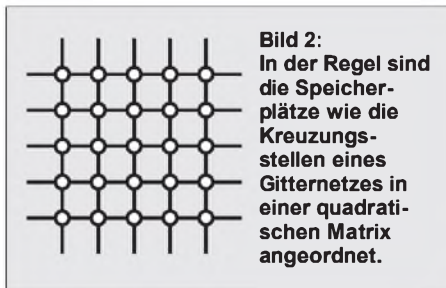 Bild 2:
In der Regel sind
die Speicher-
plätze wie die
Kreuzungs-
stellen eines
Gitternetzes in
einer quadrati-
schen Matrix
angeordnet.